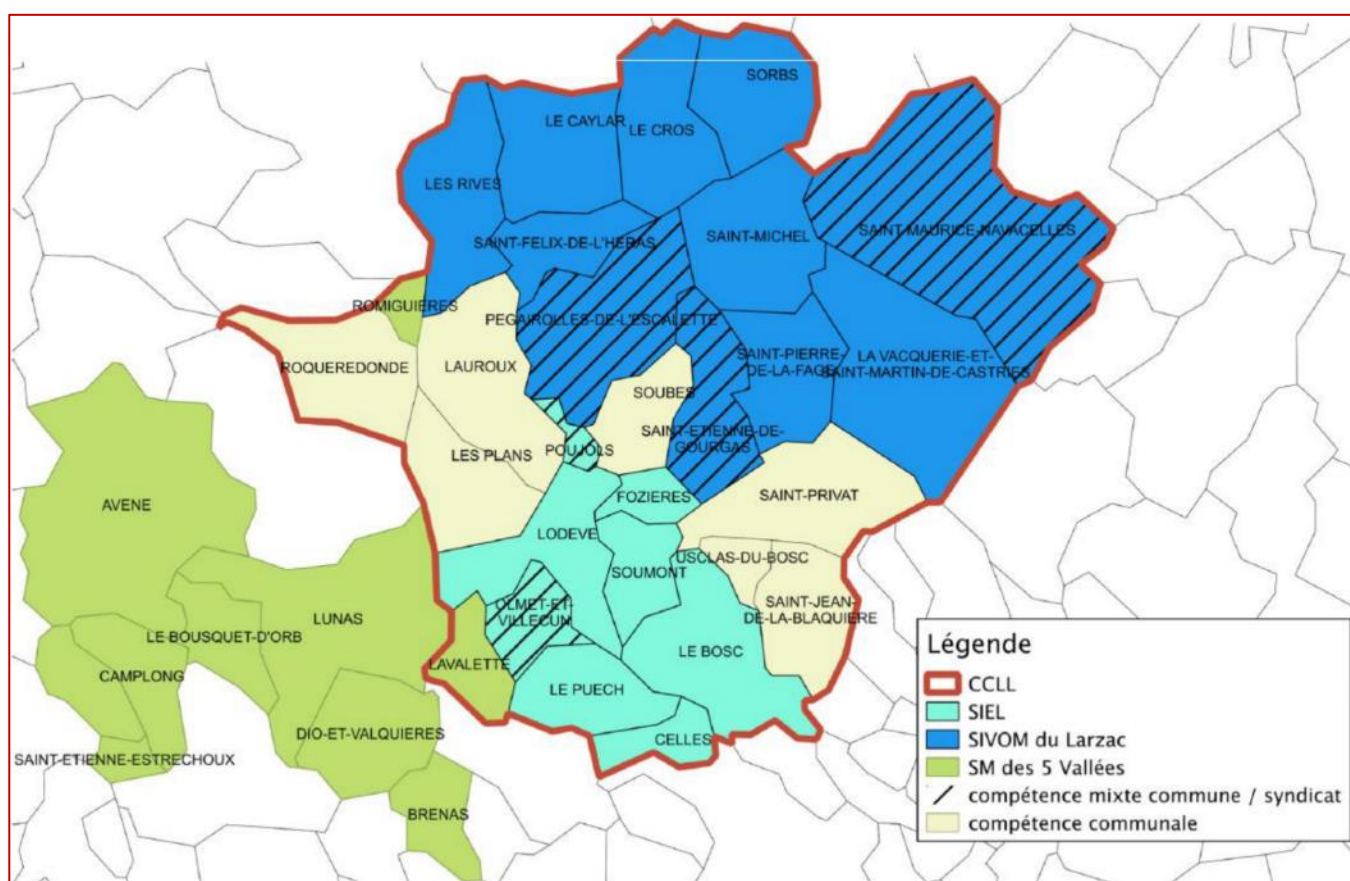 SORBS
LE CAYLAR
LE CROS
LES RIVES
SAINT-FELIX-DE-L'HERAS
SAINT-MICHEL
SAINT MAURICE-NAVACELLES
ROMIGUIERES
PEGAIROLLES-DE-L'ESCALETTE
ROQUEREDONDE
LAUROUX
SAINT-PIERRE-
DE-LA-FAGE
LA VACQUERIE-ET-
SAINT-MARTIN-DE-CASTRIES
SOUBES
SAINT-ETIENNE-DE-
GOURGAS
LES PLANS
POUJOLS
AVENE
FOZIERES
SAINT-PRIVAT
LODEVE
SOUMONT
USCLAS-DU-BOSC
OLMET-ET-
VILLECUN
SAINT-JEAN-
DE-LA-BLAQUIERE
LUNAS
LE BOUSQUET-D'ORB
LE BOSC
LAVALETTE
CAMPLONG
LE PUECH
DIO-ET-VALQUIERES
CELLES
SAINT-ETIENNE-ESTRECHOUX
BRENAS
Légende
CCLL
SIEL
SIVOM du Larzac
SM des 5 Vallées
compétence mixte commune / syndicat
compétence communale